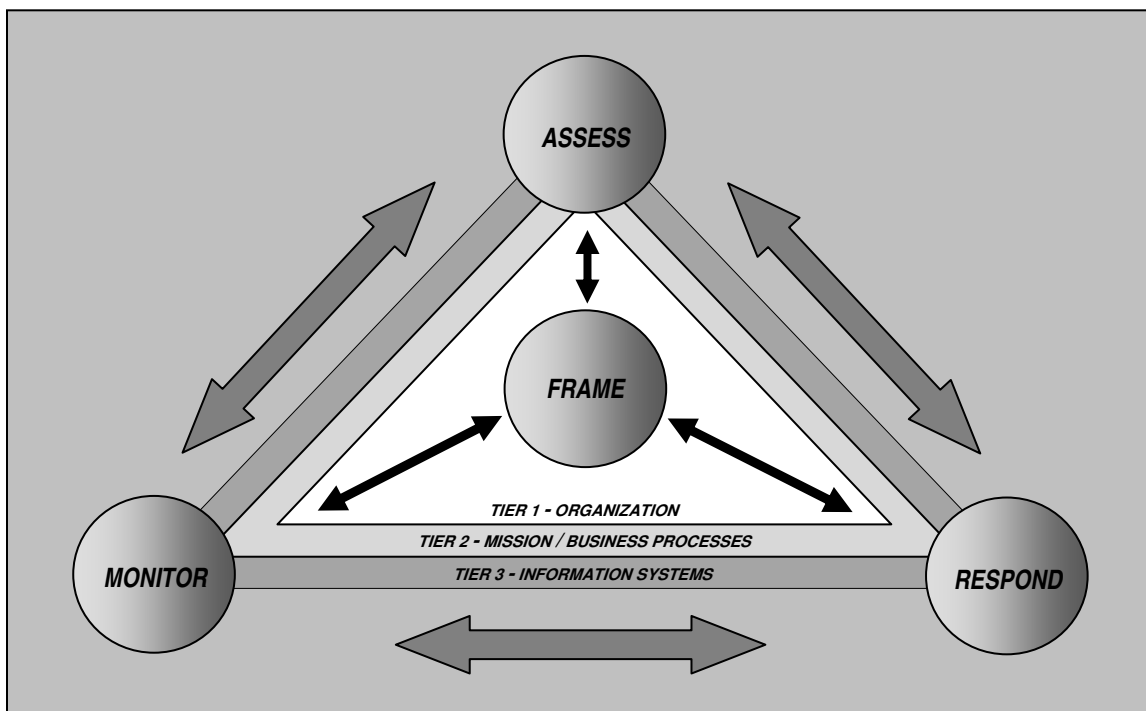 ASSESS
FRAME
TIER 1 - ORGANIZATION
TIER 2 - MISSION / BUSINESS PROCESSES
MONITOR
TIER 3 - INFORMATION SYSTEMS
RESPOND